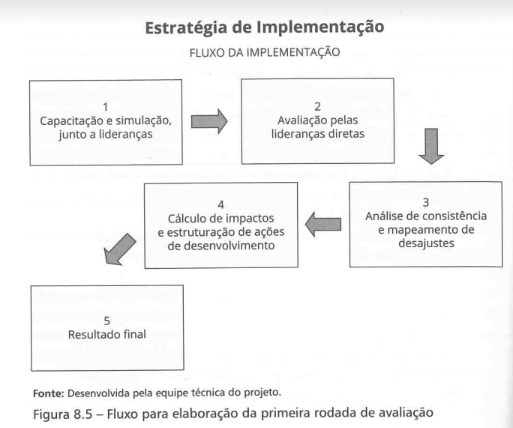 Estratégia de Implementação
FLUXO DA IMPLEMENTAÇÃO
1
Capacitação e simulação,
junto a lideranças
2
Avaliação pelas
lideranças diretas
3
Análise de consistência
e mapeamento de
desajustes
4
Cálculo de impactos
e estruturação de ações
de desenvolvimento
5
Resultado final
Fonte: Desenvolvida pela equipe técnica do projeto.
Figura 8.5 – Fluxo para elaboração da primeira rodada de avaliação